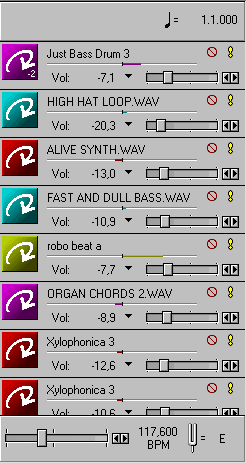 = 1.1.000
Just Bass Drum 3
-2
Vol: -7,1
HIGH HAT LOOP.WAV
Vol: -20,3
ALIVE SYNTH.WAV
Vol: -13,0
FAST AND DULL BASS.WAV
Vol: -10,9
robo beat a
Vol: -7,7
ORGAN CHORDS 2.WAV
Vol: -8,9
Xylophonica 3
Vol: -12,6
Xylophonica 3
Vol: -10,6
117,600
BPM
= E